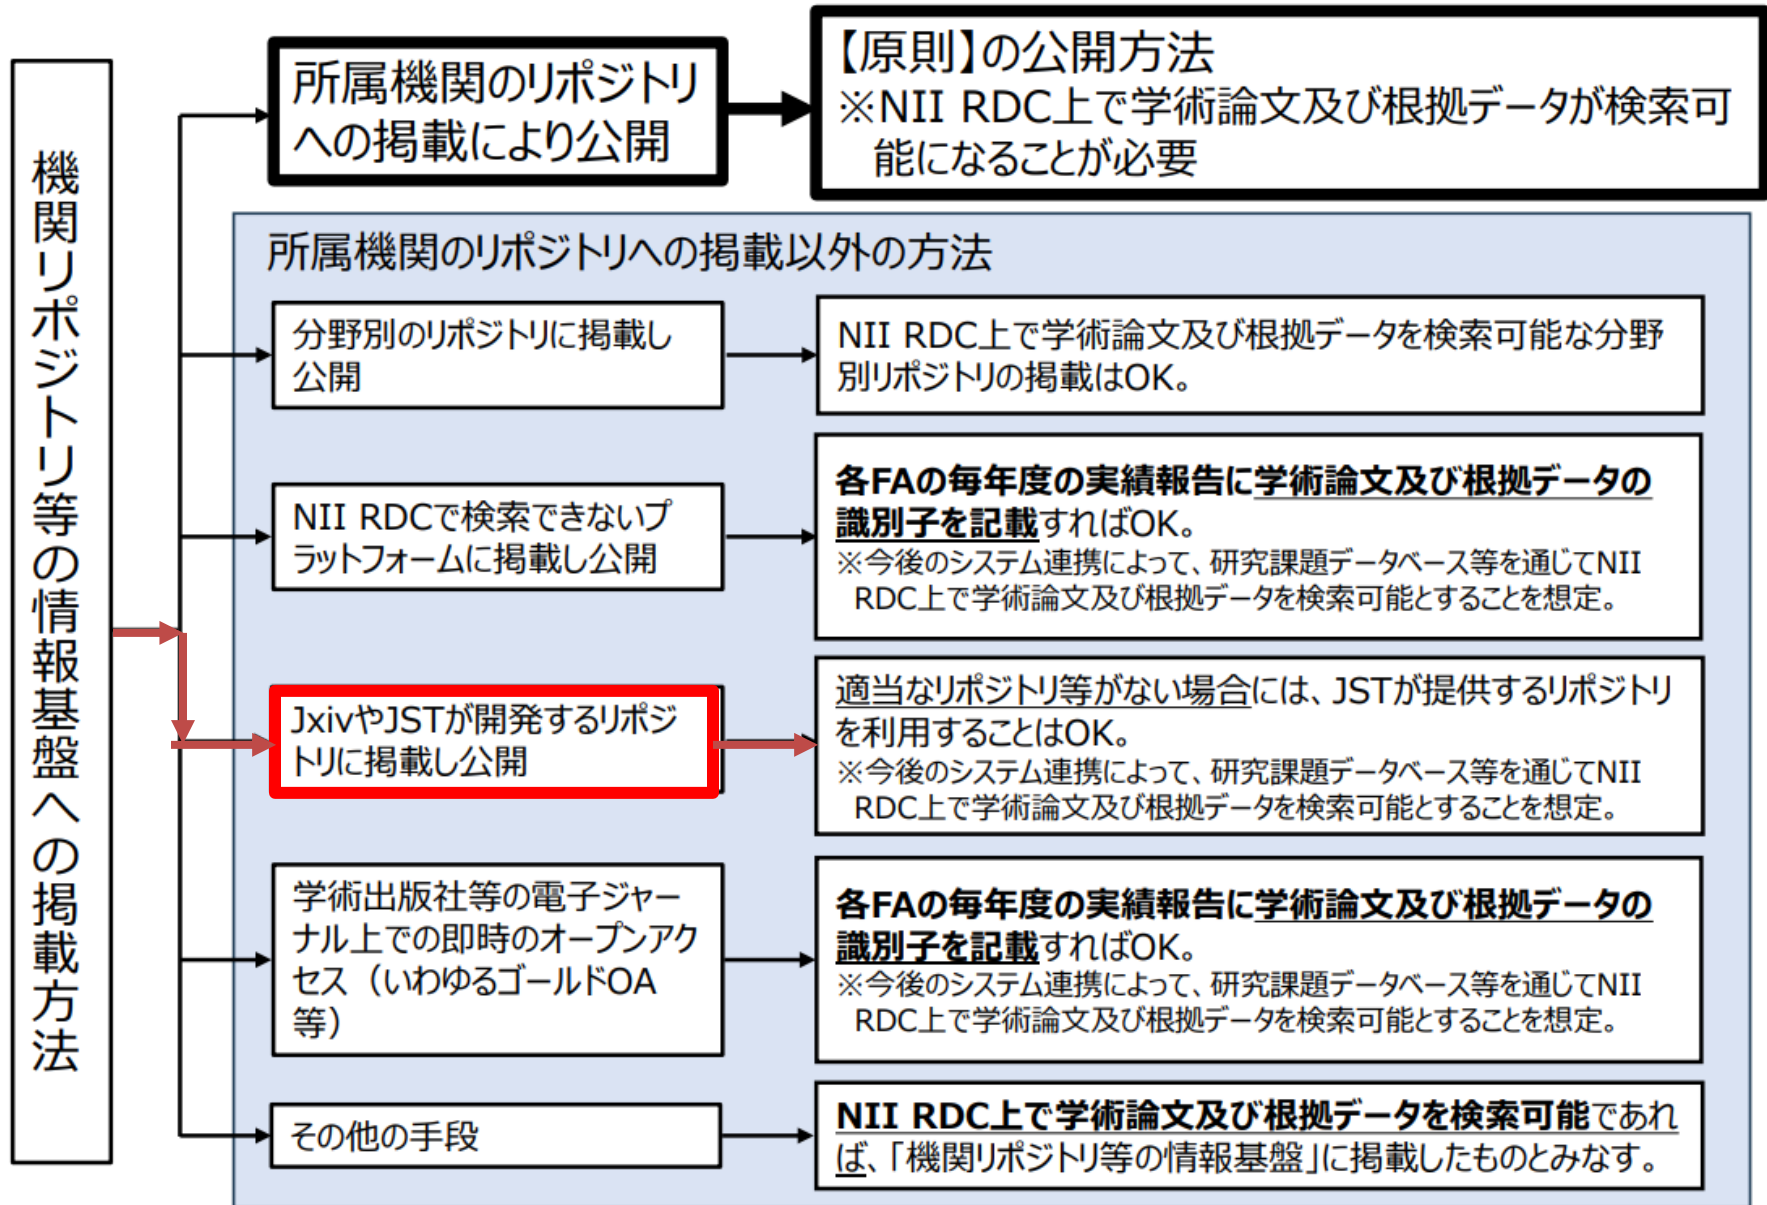 機関リポジトリ等の情報基盤への掲載方法
所属機関のリポジトリ
への掲載により公開
【原則】の公開方法
※NII RDC上で学術論文及び根拠データが検索可
能になることが必要
所属機関のリポジトリへの掲載以外の方法
分野別のリポジトリに掲載し
公開
NII RDC上で学術論文及び根拠データを検索可能な分野
別リポジトリの掲載はOK。
NII RDCで検索できないプ
ラットフォームに掲載し公開
各FAの毎年度の実績報告に学術論文及び根拠データの
識別子を記載すればOK。
※今後のシステム連携によって、研究課題データベース等を通じてNII
RDC上で学術論文及び根拠データを検索可能とすることを想定。
JxivやJSTが開発するリポジ
トリに掲載し公開
適当なリポジトリ等がない場合には、JSTが提供するリポジトリ
を利用することはOK。
※今後のシステム連携によって、研究課題データベース等を通じてNII
RDC上で学術論文及び根拠データを検索可能とすることを想定。
学術出版社等の電子ジャー
ナル上での即時のオープンアク
セス（いわゆるゴールドOA
等）
各FAの毎年度の実績報告に学術論文及び根拠データの
識別子を記載すればOK。
※今後のシステム連携によって、研究課題データベース等を通じてNII
RDC上で学術論文及び根拠データを検索可能とすることを想定。
その他の手段
NII RDC上で学術論文及び根拠データを検索可能であれ
ば、「機関リポジトリ等の情報基盤」に掲載したものとみなす。